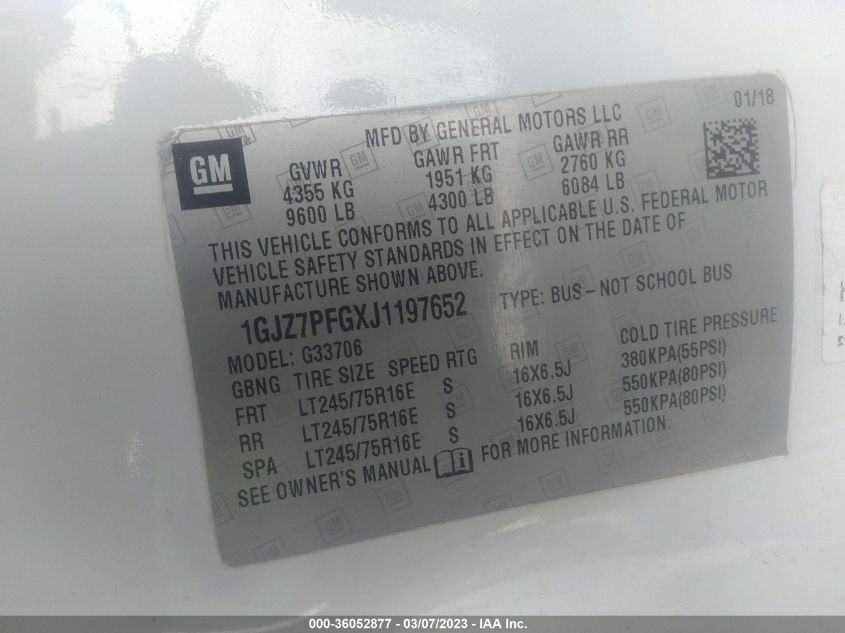 01/18
MFD BY GENERAL MOTORS LLC
GM
GVWR GAWR FRT GAWR RR
4355 KG 1951 KG 2760 KG
9600 LB 4300 LB 6084 LB
THIS VEHICLE CONFORMS TO ALL APPLICABLE U.S. FEDERAL MOTOR
VEHICLE SAFETY STANDARDS IN EFFECT ON THE DATE OF
MANUFACTURE SHOWN ABOVE.
1GJZ7PFGXJ1197652 TYPE: BUS-NOT SCHOOL BUS
MODEL: G33706
GBNG TIRE SIZE SPEED RTG RIM COLD TIRE PRESSURE
FRT LT245/75R16E S 16X6.5J 380KPA(55PSI)
RR LT245/75R16E S 16X6.5J 550KPA(80PSI)
SPA LT245/75R16E S 16X6.5J 550KPA(80PSI)
SEE OWNER'S MANUAL FOR MORE INFORMATION.
000-36052877 - 03/07/2023 - IAA Inc.